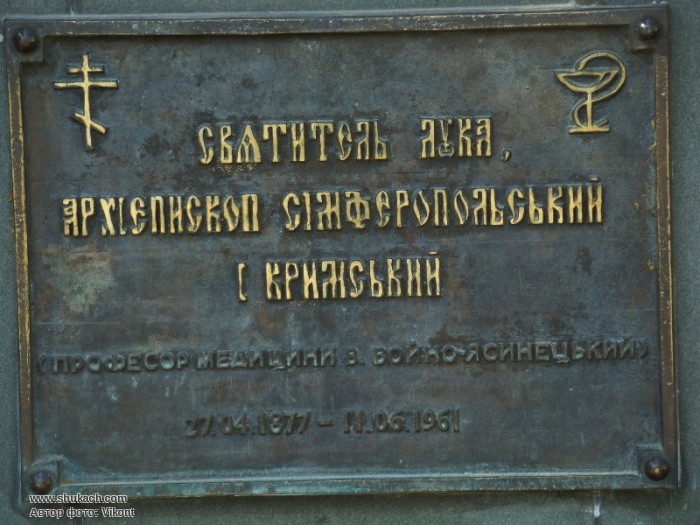 СВѦТИТЕЛЬ ЛУКА,
АРХІЄПИСКОП СІМФЕРОПОЛЬСЬКИЙ
І КРИМСЬКИЙ
(ПРОФЕСОР МЕДИЦИНИ В. ВОЙНО-ЯСИНЕЦЬКИЙ)
27.04.1877 – 11.06.1961
www.shukach.com
Автор фото: Vikont